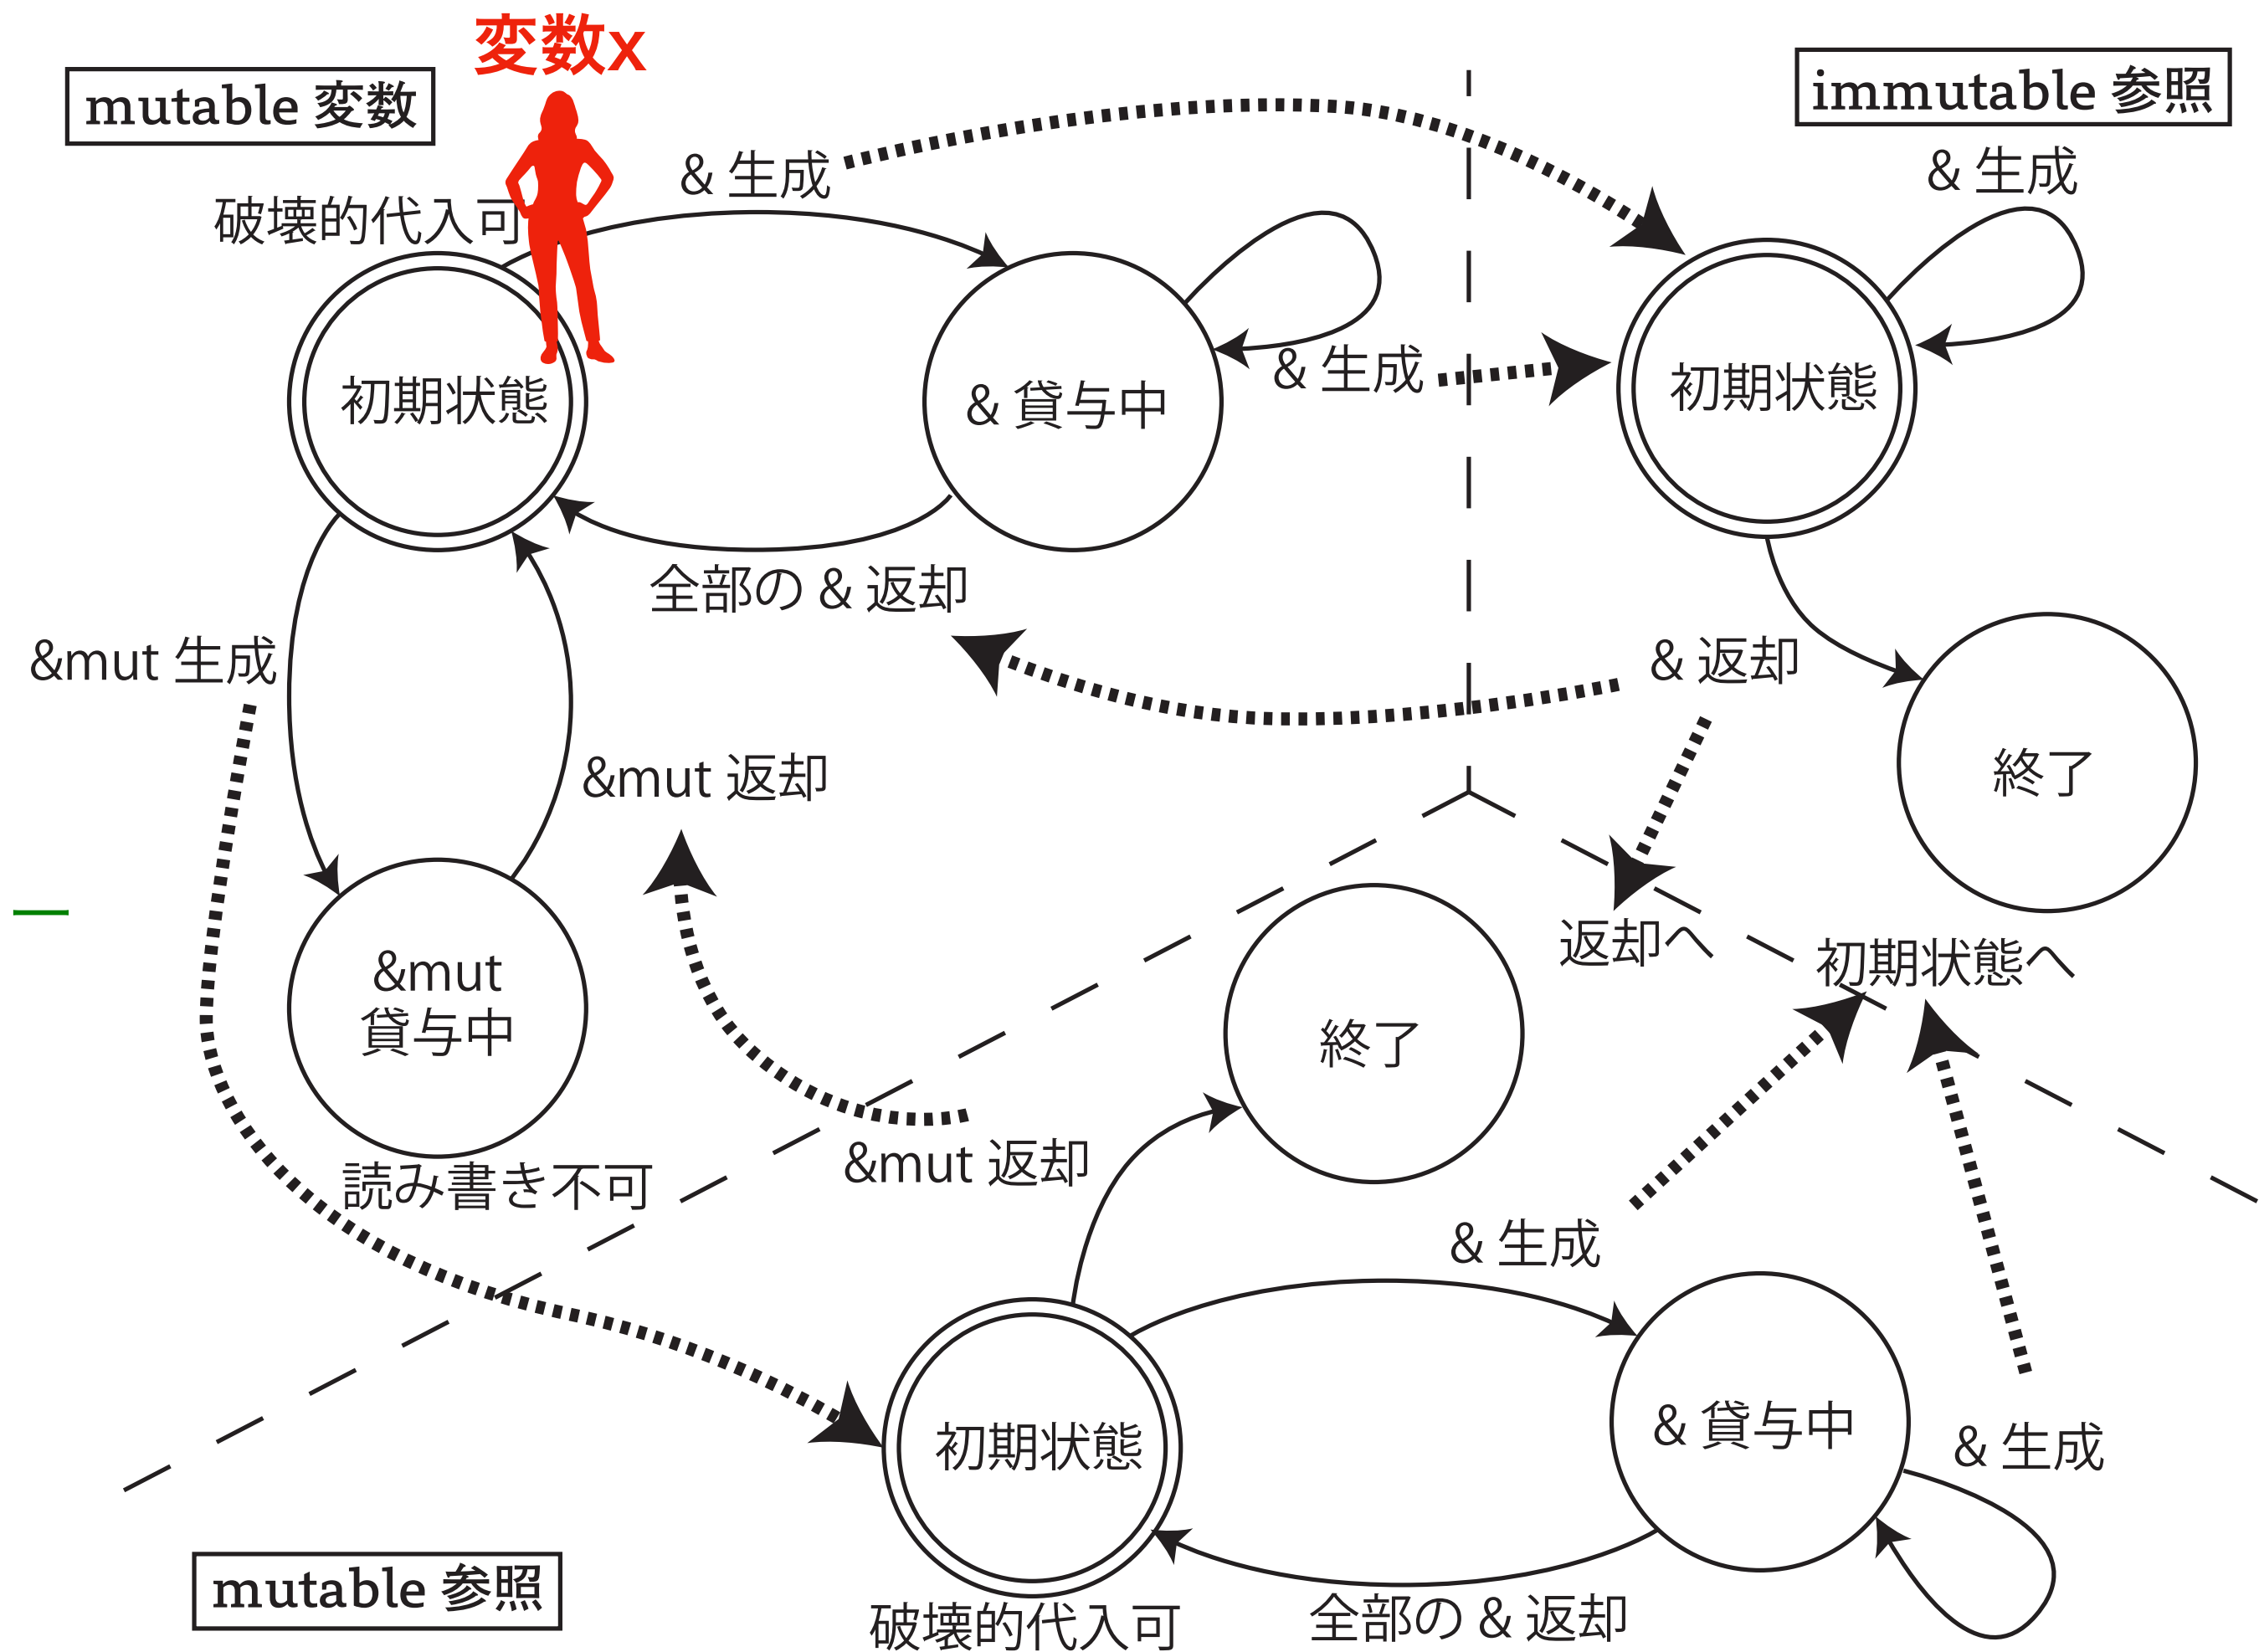 変数x
mutable 変数
immutable 参照
& 生成
& 生成
破壊的代入可
初期状態
& 貸与中
& 生成
初期状態
全部の & 返却
&mut 生成
& 返却
&mut 返却
終了
返却へ
初期状態へ
&mut
貸与中
終了
読み書き不可
&mut 返却
& 生成
初期状態
& 貸与中
& 生成
mutable 参照
破壊的代入可
全部の & 返却